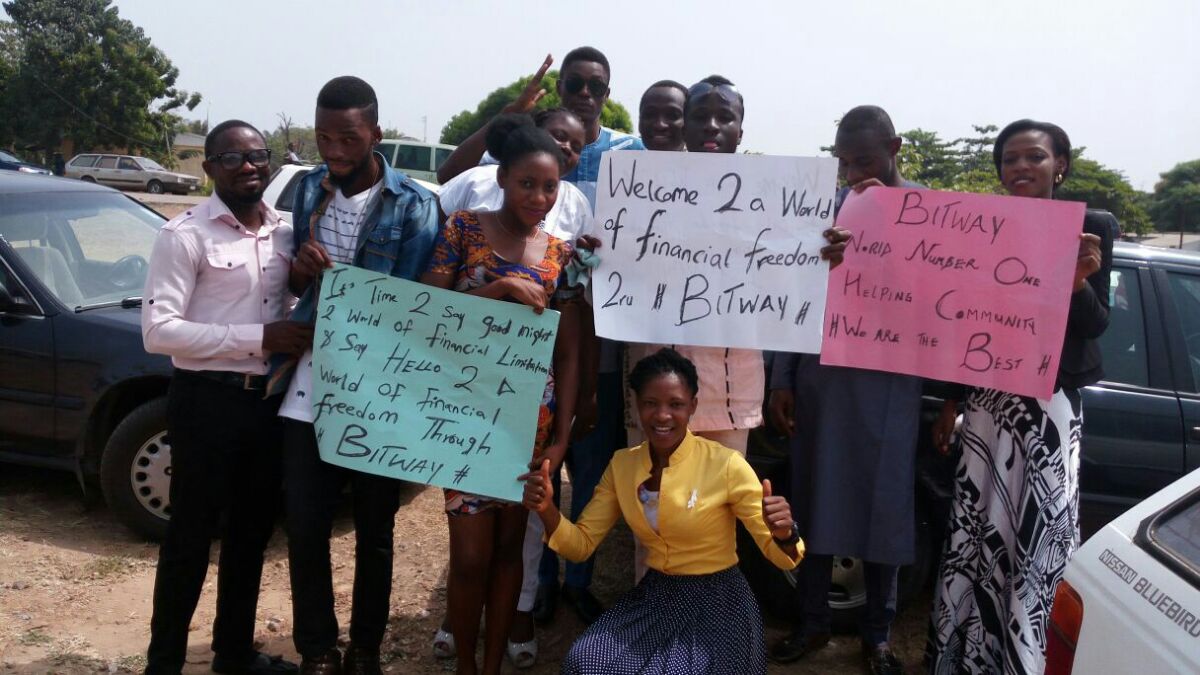 It's Time 2 Say good night
2 World of financial Limitation
& Say Hello 2 A
World of financial
freedom Through
# BITWAY #
Welcome 2 a World
of financial freedom
2ru # BITWAY #
BITWAY
World Number One
Helping Community
# We are the Best #
NISSAN BLUEBIRD